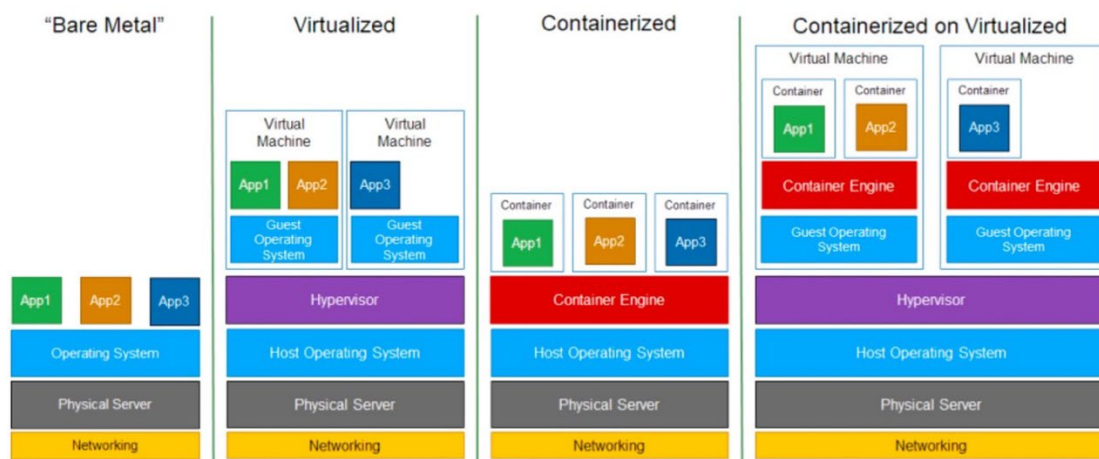 "Bare Metal"
App1
App2
App3
Operating System
Physical Server
Networking
Virtualized
Virtual
Machine
Virtual
Machine
App1
App2
App3
Guest
Operating
System
Guest
Operating
System
Hypervisor
Host Operating System
Physical Server
Networking
Containerized
Container
Container
Container
App1
App2
App3
Container Engine
Host Operating System
Physical Server
Networking
Containerized on Virtualized
Virtual Machine
Virtual Machine
Container
Container
Container
App1
App2
App3
Container Engine
Container Engine
Guest Operating
System
Guest Operating
System
Hypervisor
Host Operating System
Physical Server
Networking